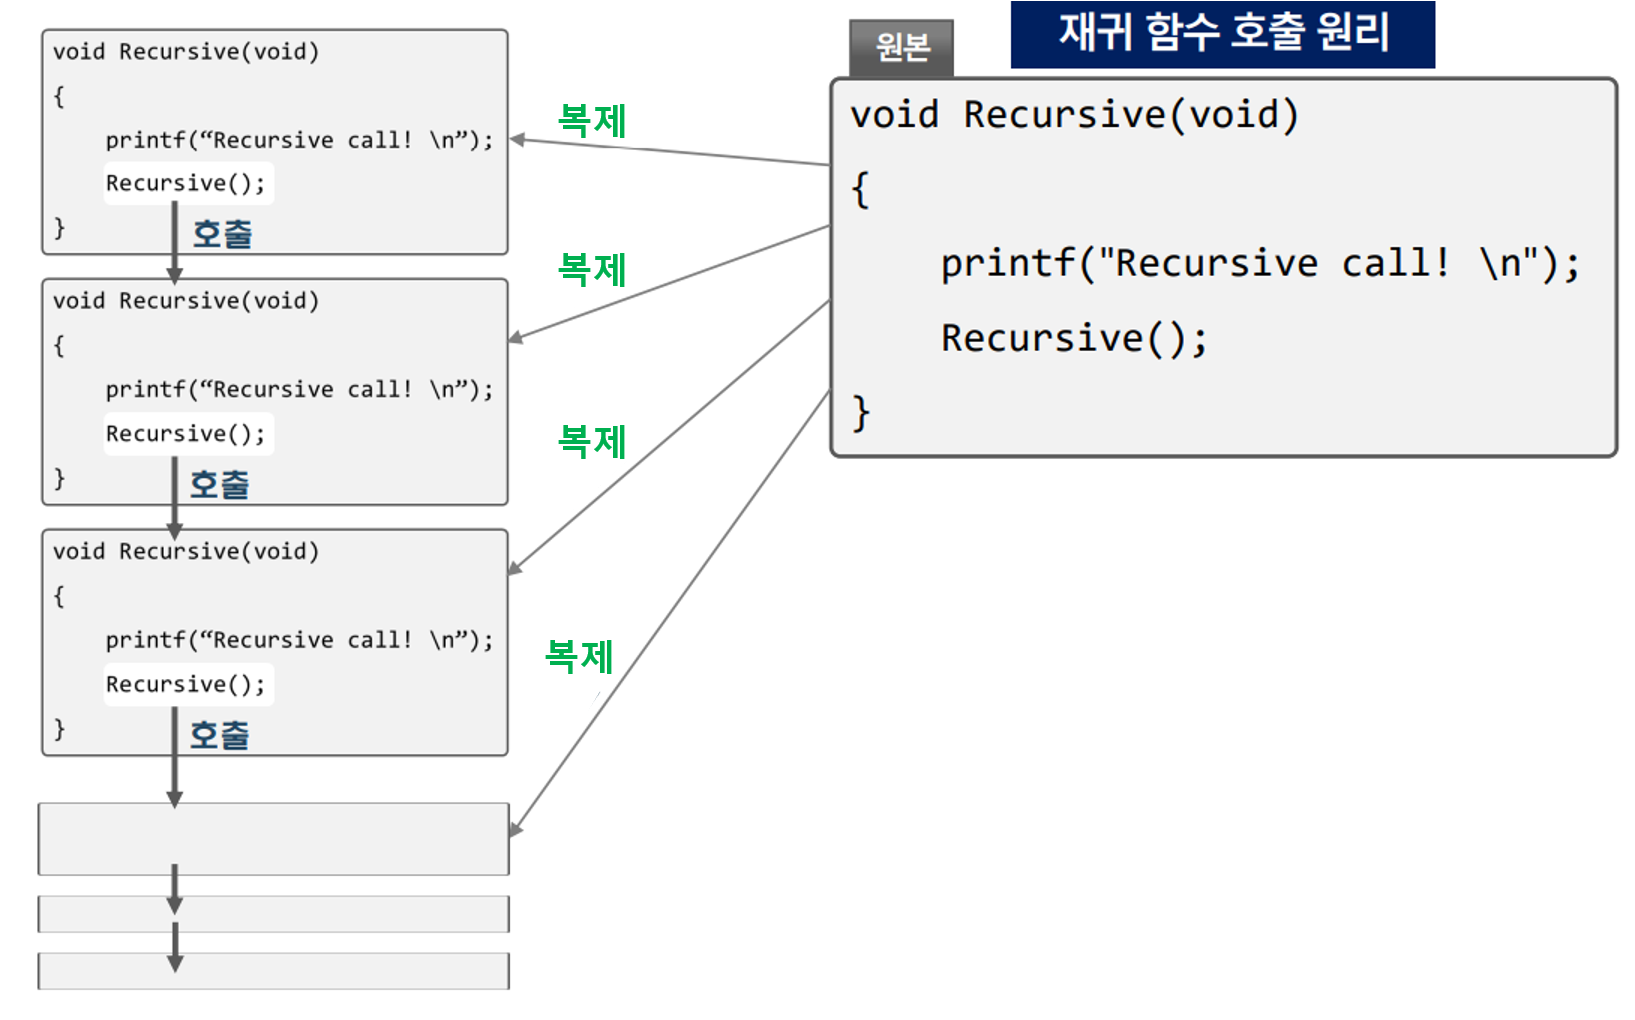 재귀 함수 호출 원리
원본
void Recursive(void)
{
printf("Recursive call! \n");
Recursive();
}
void Recursive(void)
{
printf(“Recursive call! \n”);
Recursive();
}
호출
복제
void Recursive(void)
{
printf(“Recursive call! \n”);
Recursive();
}
호출
복제
void Recursive(void)
{
printf(“Recursive call! \n”);
Recursive();
}
호출
복제
복제